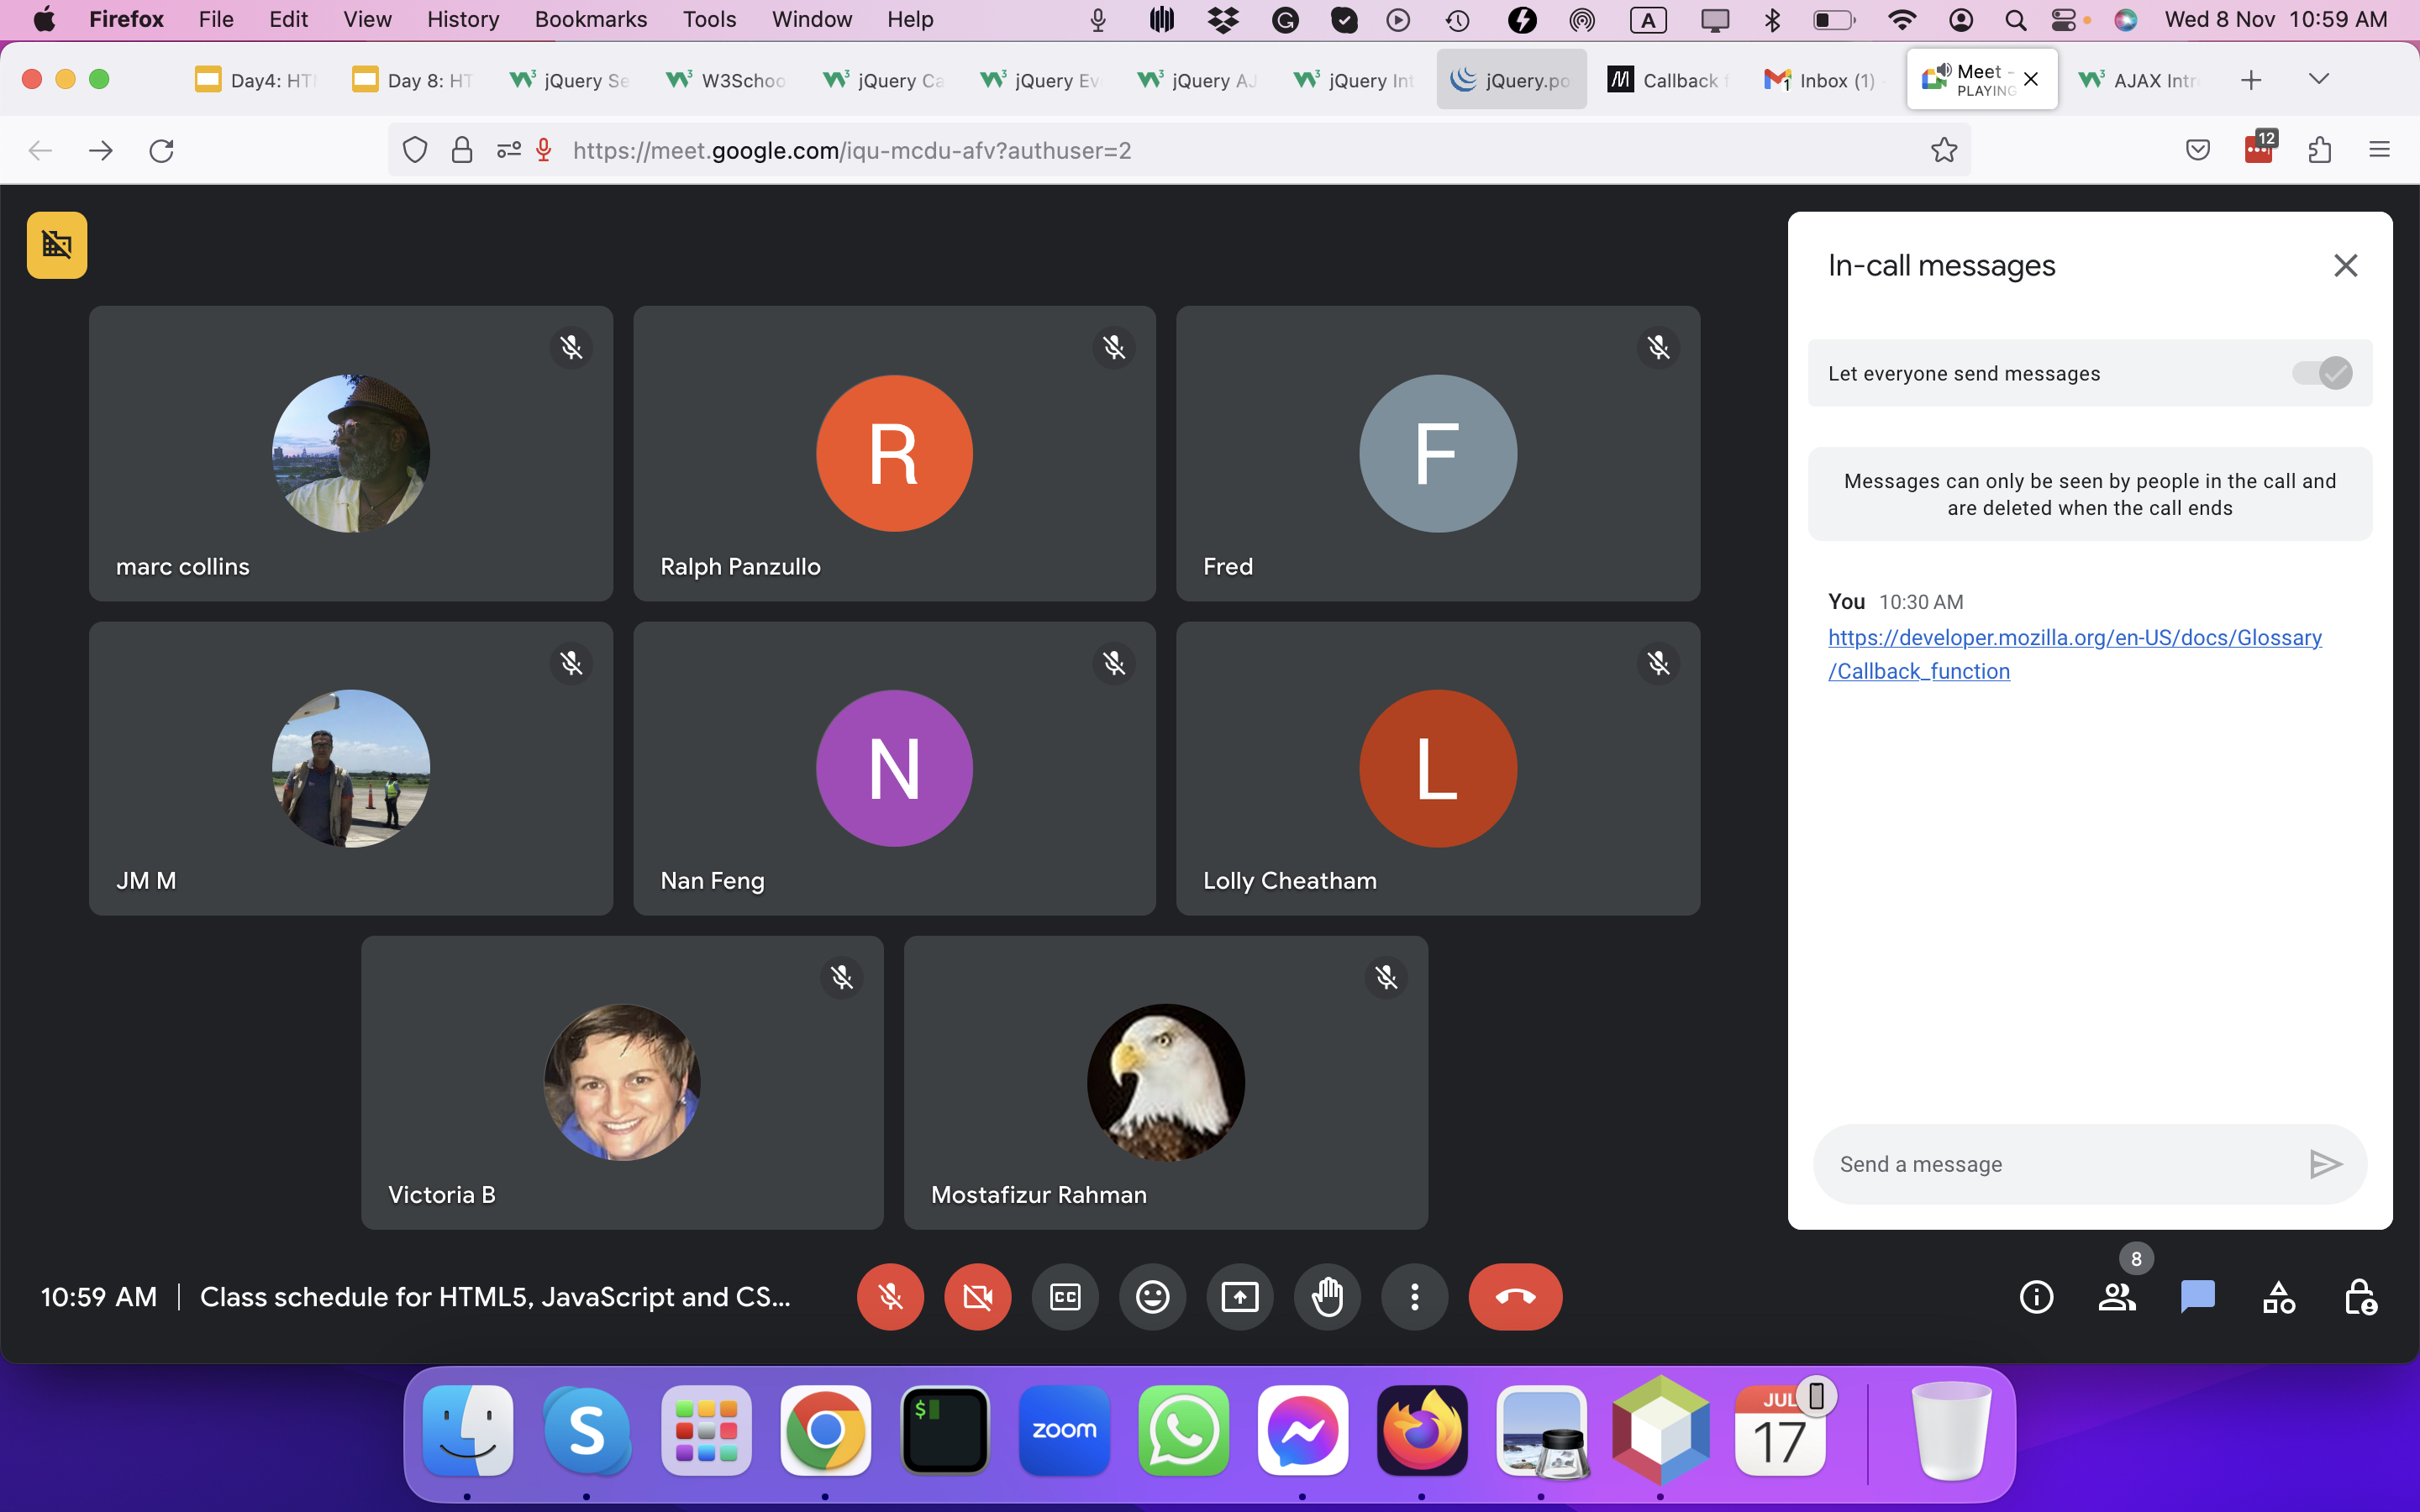 Firefox File Edit View History Bookmarks Tools Window Help A Wed 8 Nov 10:59 AM
Day4: HT Day 8: HT jQuery Se W3Schoo jQuery Ca jQuery Ev jQuery AJ jQuery Int jQuery.po Callback f Inbox (1) Meet - AJAX Intr
PLAYING
https://meet.google.com/iqu-mcdu-afv?authuser=2 12
In-call messages
Let everyone send messages
Messages can only be seen by people in the call and
are deleted when the call ends
You 10:30 AM
https://developer.mozilla.org/en-US/docs/Glossary
/Callback_function
Send a message
R
F
marc collins
Ralph Panzullo
Fred
N
L
JM M
Nan Feng
Lolly Cheatham
Victoria B
Mostafizur Rahman
8
10:59 AM | Class schedule for HTML5, JavaScript and CS...
CC
S
$
zoom
JUL
17